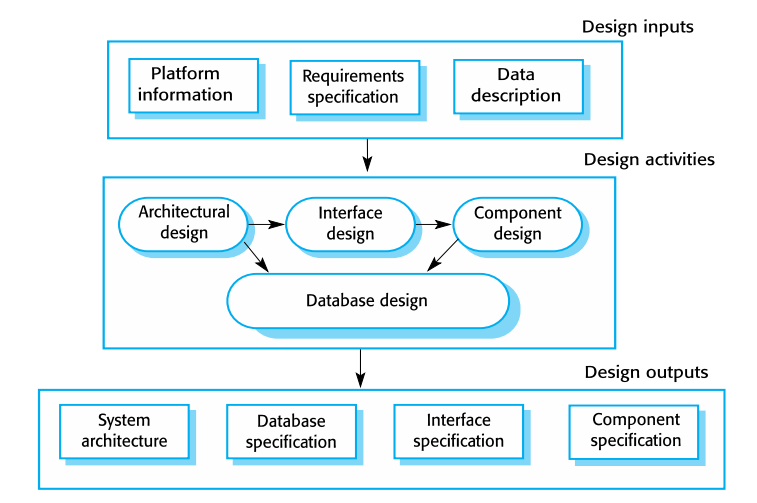 Design inputs
Platform
information
Requirements
specification
Data
description
Design activities
Architectural
design
Interface
design
Component
design
Database design
Design outputs
System
architecture
Database
specification
Interface
specification
Component
specification